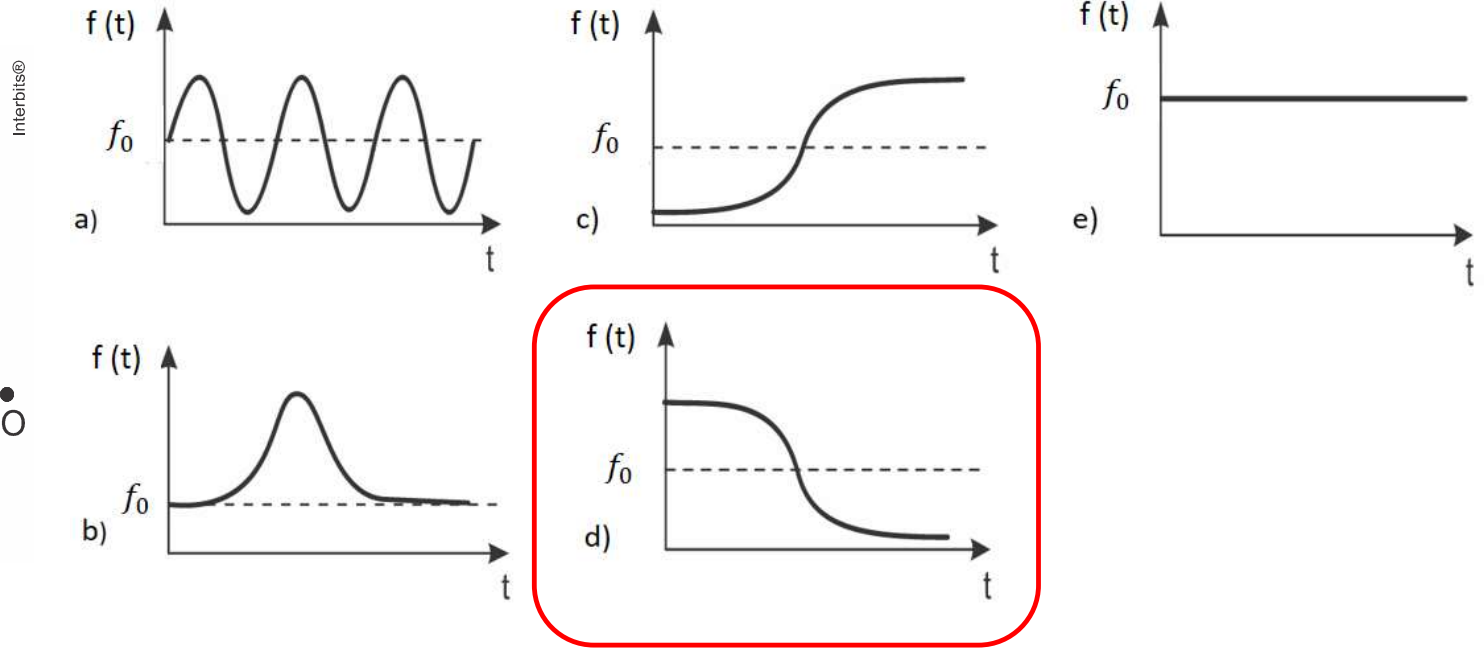 Interbits®
f (t)
f₀
a)
t
f (t)
f₀
b)
t
f (t)
f₀
c)
t
f (t)
f₀
d)
t
f (t)
f₀
e)
t
O